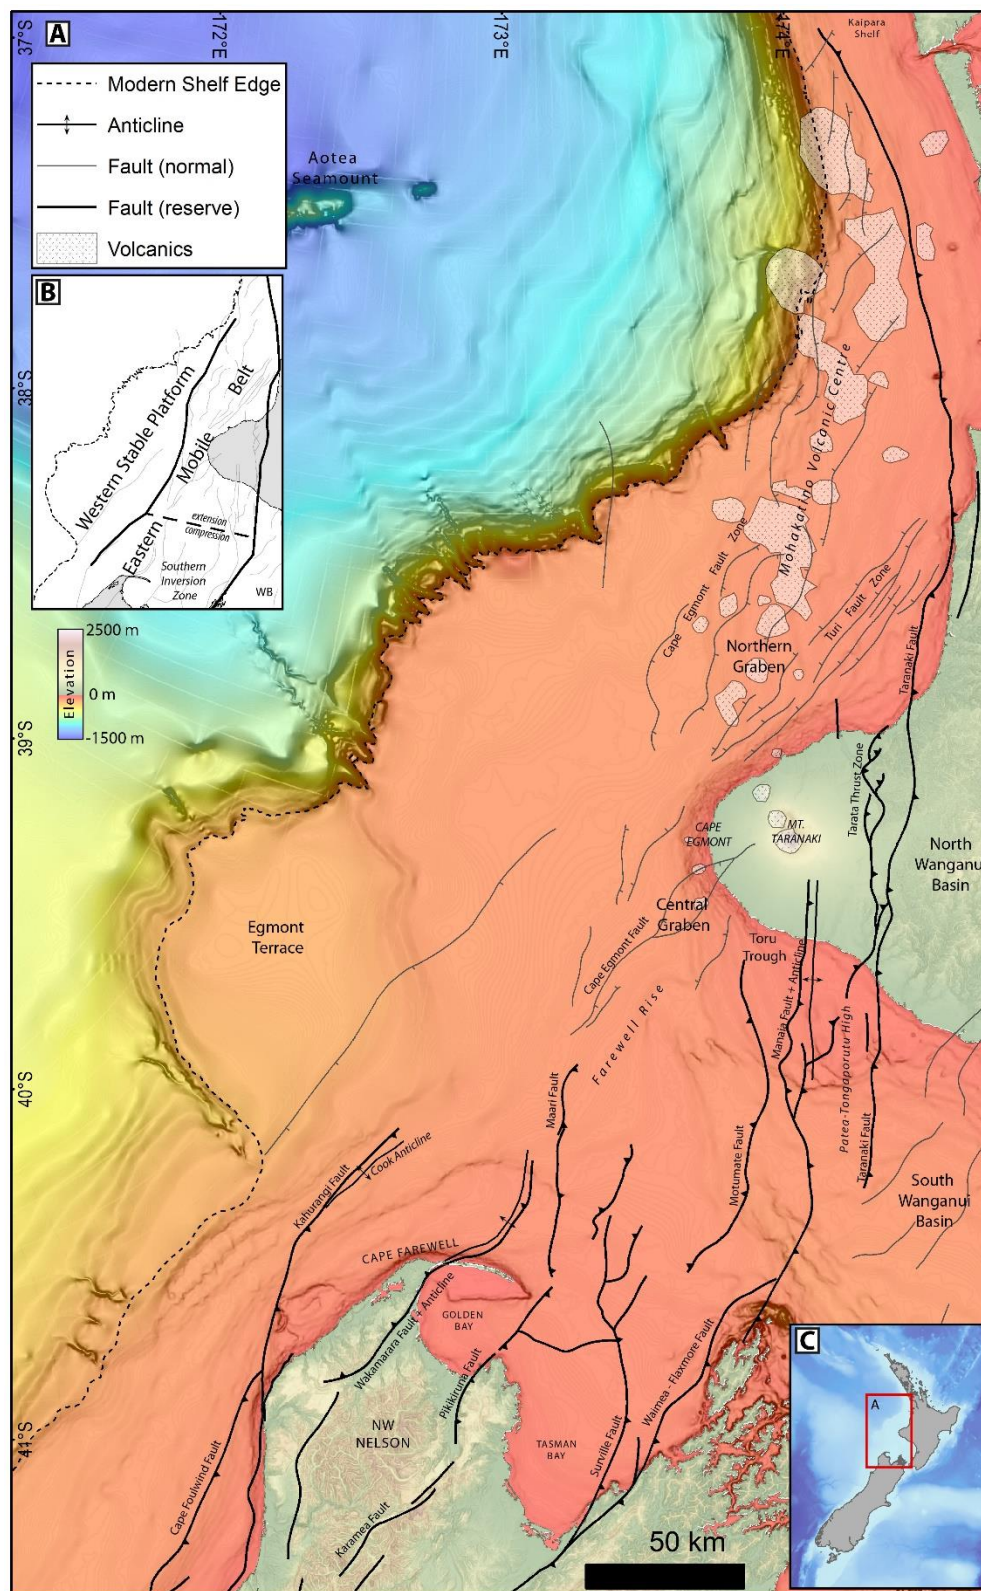 A
37°S
172°E
173°E
174°E
Kaipara
Shelf
Modern Shelf Edge
Anticline
Fault (normal)
Fault (reserve)
Volcanics
Aotea
Seamount
B
Western Stable Platform
Belt
Mobile
Eastern
extension
compression
Southern
Inversion
Zone
WB
38°S
Mohakatino Volcanic Centre
Cape Egmont Fault Zone
Turi Fault Zone
Northern
Graben
Taranaki Fault
2500 m
0 m
-1500 m
Elevation
39°S
Tarata Thrust Zone
CAPE
EGMONT
MT.
TARANAKI
North
Wanganui
Basin
Egmont
Terrace
Central
Graben
Cape Egmont Fault
Toru
Trough
Manaia Fault + Anticline
Farewell Rise
Patea-Tongaporutu High
40°S
Maari Fault
Motumate Fault
Taranaki Fault
Kahurangi Fault
Cook Anticline
South
Wanganui
Basin
CAPE FAREWELL
GOLDEN
BAY
Wakamarara Fault + Anticline
Pikikiruna Fault
Waimea - Flaxmore Fault
41°S
NW
NELSON
TASMAN
BAY
Surville Fault
Cape Foulwind Fault
Karamea Fault
50 km
C
A